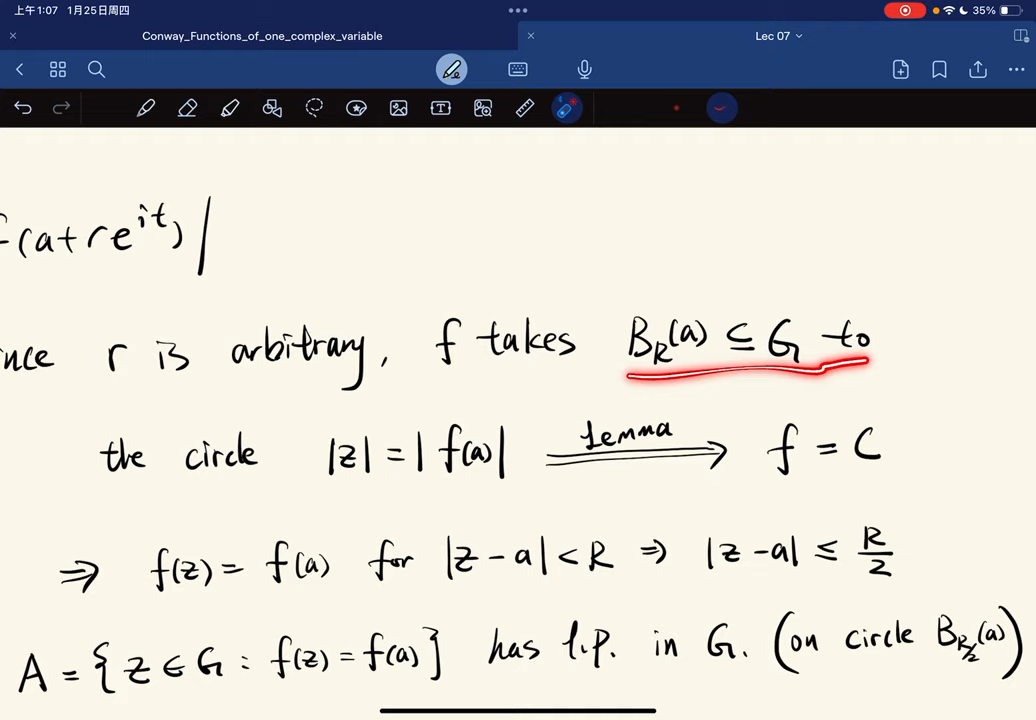 上午1:07 1月25日周四
35%
Conway_Functions_of_one_complex_variable
Lec 07
f(a+re^{it})|
ince r is arbitrary, f takes B_R(a) ⊆ G to
the circle |z| = |f(a)| ⟹ lemma f = C
⇒ f(z) = f(a) for |z-a| < R ⇒ |z-a| ≤ R/2
A = {z ∈ G : f(z) = f(a)} has l.p. in G. (on circle B_{R/2}(a))